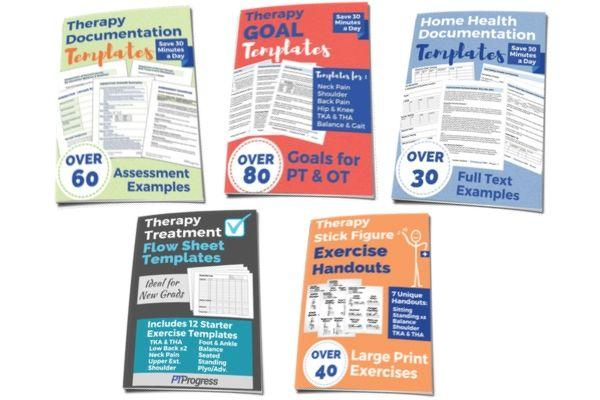 Therapy
Documentation
Templates
Save 30
Minutes
a Day
OVER
60
Assessment
Examples
Therapy
GOAL
Templates
Save 30
Minutes
a Day
Templates for :
Neck Pain
Shoulder
Back Pain
Hip & Knee
TKA & THA
Balance & Gait
OVER
80
Goals for
PT & OT
Home Health
Documentation
Templates
Save 30
Minutes
a Day
OVER
30
Full Text
Examples
Therapy
Treatment
Flow Sheet
Templates
Ideal for
New Grads
Includes 12 Starter
Exercise Templates
TKA & THA
Low Back x2
Neck Pain
Upper Ext.
Shoulder
Foot & Ankle
Balance
Seated
Standing
Plyo/Adv.
PTProgress
Therapy
Stick Figure
Exercise
Handouts
7 Unique
Handouts:
Sitting
Standing x2
Balance
Shoulder
TKA & THA
OVER
40
Large Print
Exercises